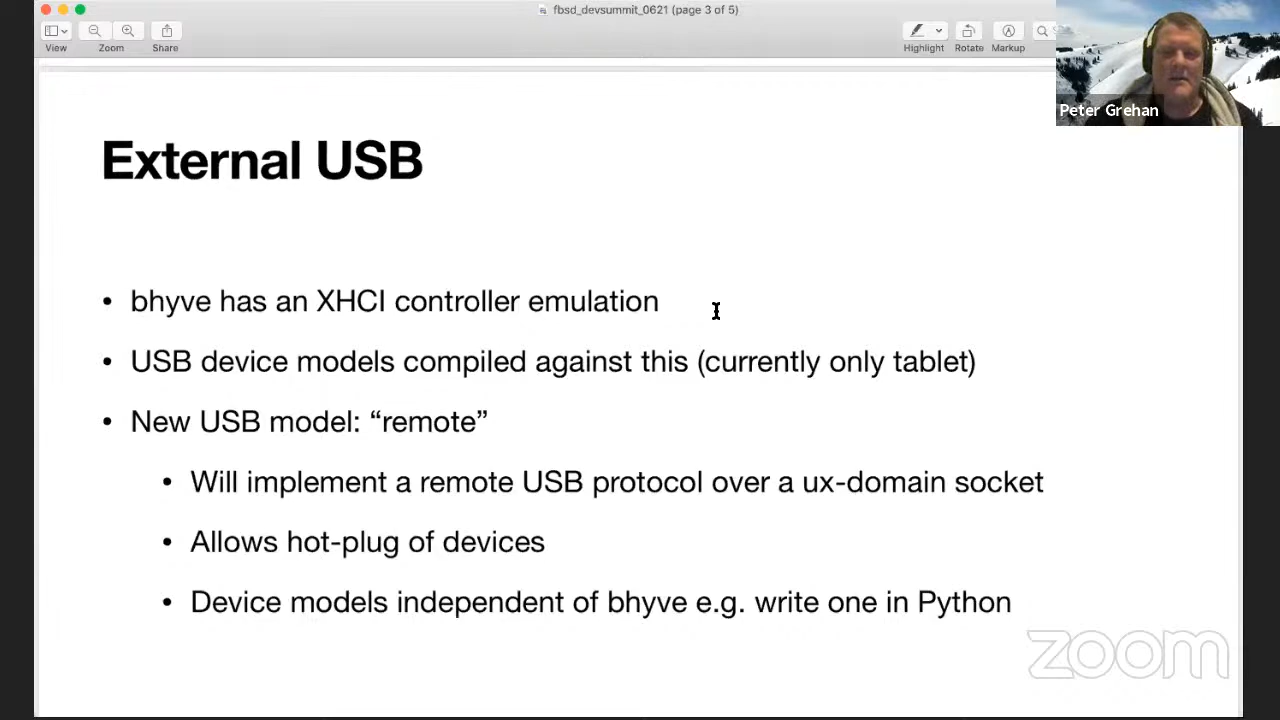 fbsd_devsummit_0621 (page 3 of 5)
View
Zoom
Share
Highlight
Rotate
Markup
Peter Grehan
External USB
• bhyve has an XHCI controller emulation
• USB device models compiled against this (currently only tablet)
• New USB model: “remote”
• Will implement a remote USB protocol over a ux-domain socket
• Allows hot-plug of devices
• Device models independent of bhyve e.g. write one in Python
zoom